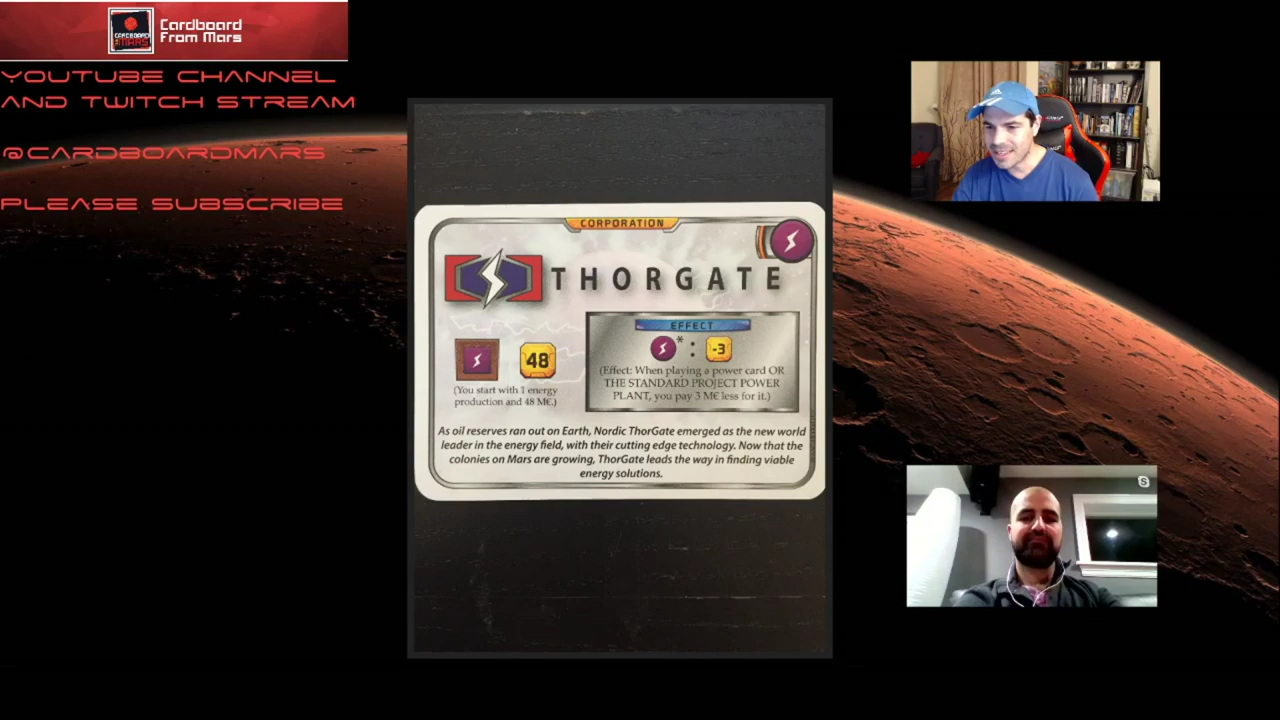 Cardboard
From Mars
CARDBOARD
MARS
YOUTUBE CHANNEL
AND TWITCH STREAM
@CARDBOARDMARS
PLEASE SUBSCRIBE
CORPORATION
THORGATE
EFFECT
* : -3
48
(You start with 1 energy
production and 48 M€.)
(Effect: When playing a power card OR
THE STANDARD PROJECT POWER
PLANT, you pay 3 M€ less for it.)
As oil reserves ran out on Earth, Nordic ThorGate emerged as the new world
leader in the energy field, with their cutting edge technology. Now that the
colonies on Mars are growing, ThorGate leads the way in finding viable
energy solutions.
S